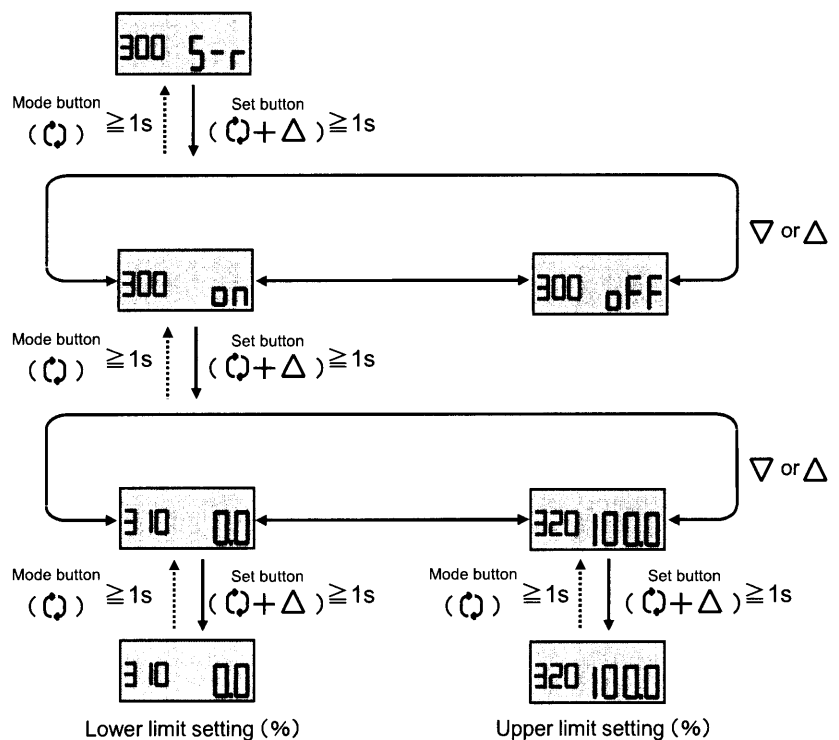 300 5-r
Mode button
Set button
(⟳) ≧1s
(⟳+△)≧1s
▽ or △
300 on
300 oFF
Mode button
Set button
(⟳) ≧1s
(⟳+△)≧1s
▽ or △
310 0.0
320 100.0
Mode button
Set button
Mode button
Set button
(⟳) ≧1s
(⟳+△)≧1s
(⟳) ≧1s
(⟳+△)≧1s
310 0.0
320 100.0
Lower limit setting (%)
Upper limit setting (%)